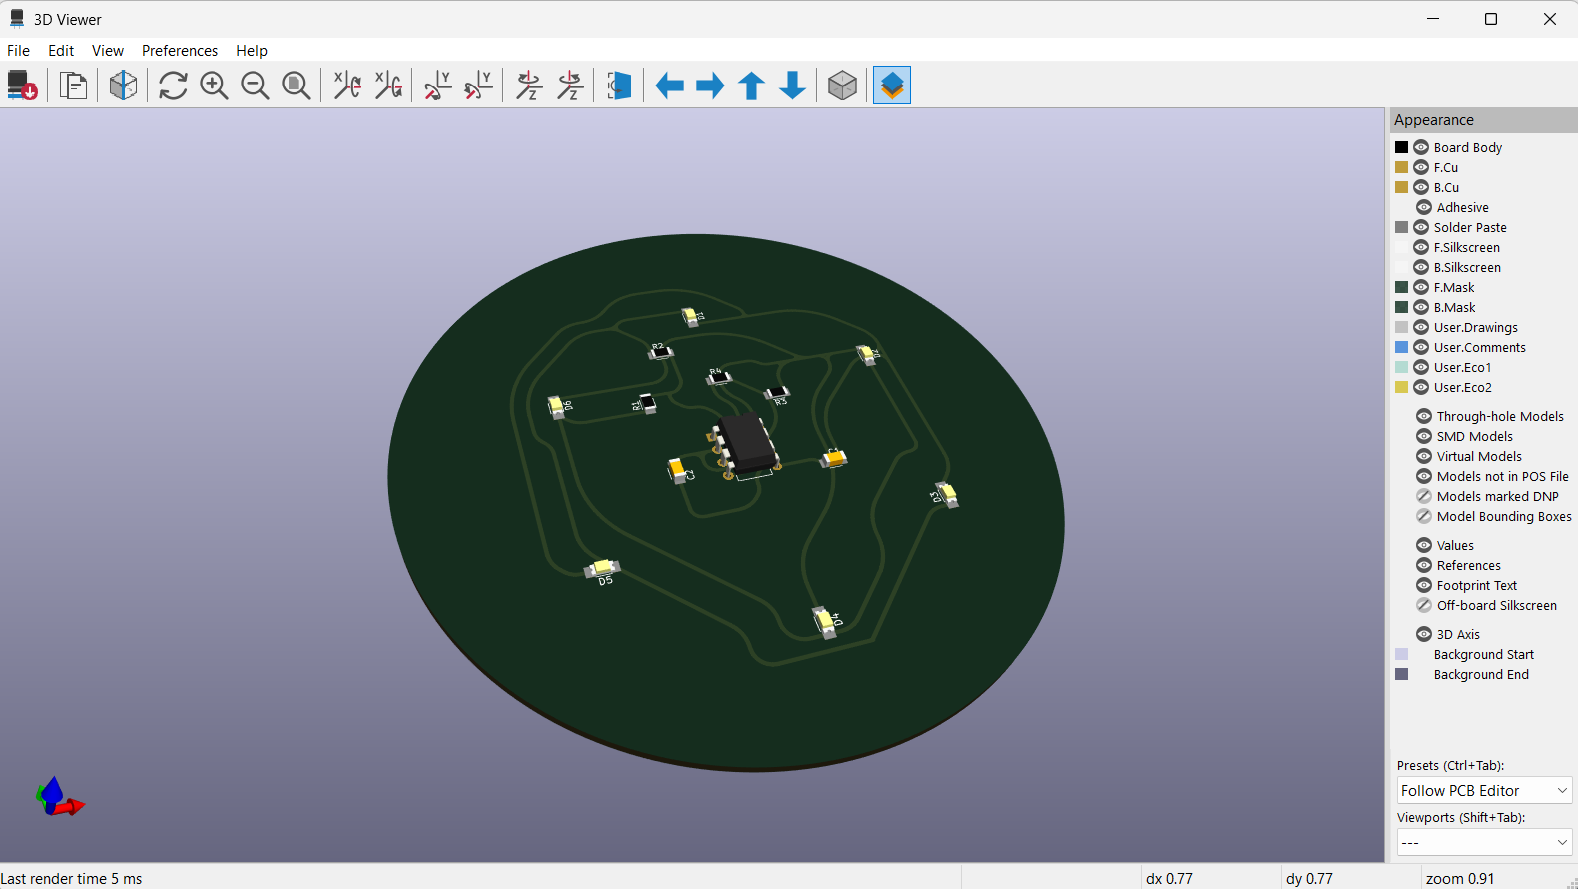 3D Viewer
File Edit View Preferences Help
Appearance
Board Body
F.Cu
B.Cu
Adhesive
Solder Paste
F.Silkscreen
B.Silkscreen
F.Mask
B.Mask
User.Drawings
User.Comments
User.Eco1
User.Eco2
Through-hole Models
SMD Models
Virtual Models
Models not in POS File
Models marked DNP
Model Bounding Boxes
Values
References
Footprint Text
Off-board Silkscreen
3D Axis
Background Start
Background End
Presets (Ctrl+Tab):
Follow PCB Editor
Viewports (Shift+Tab):
---
D1
R2
D2
R4
R3
D6
R1
C1
C2
D3
D5
D4
Last render time 5 ms
dx 0.77
dy 0.77
zoom 0.91